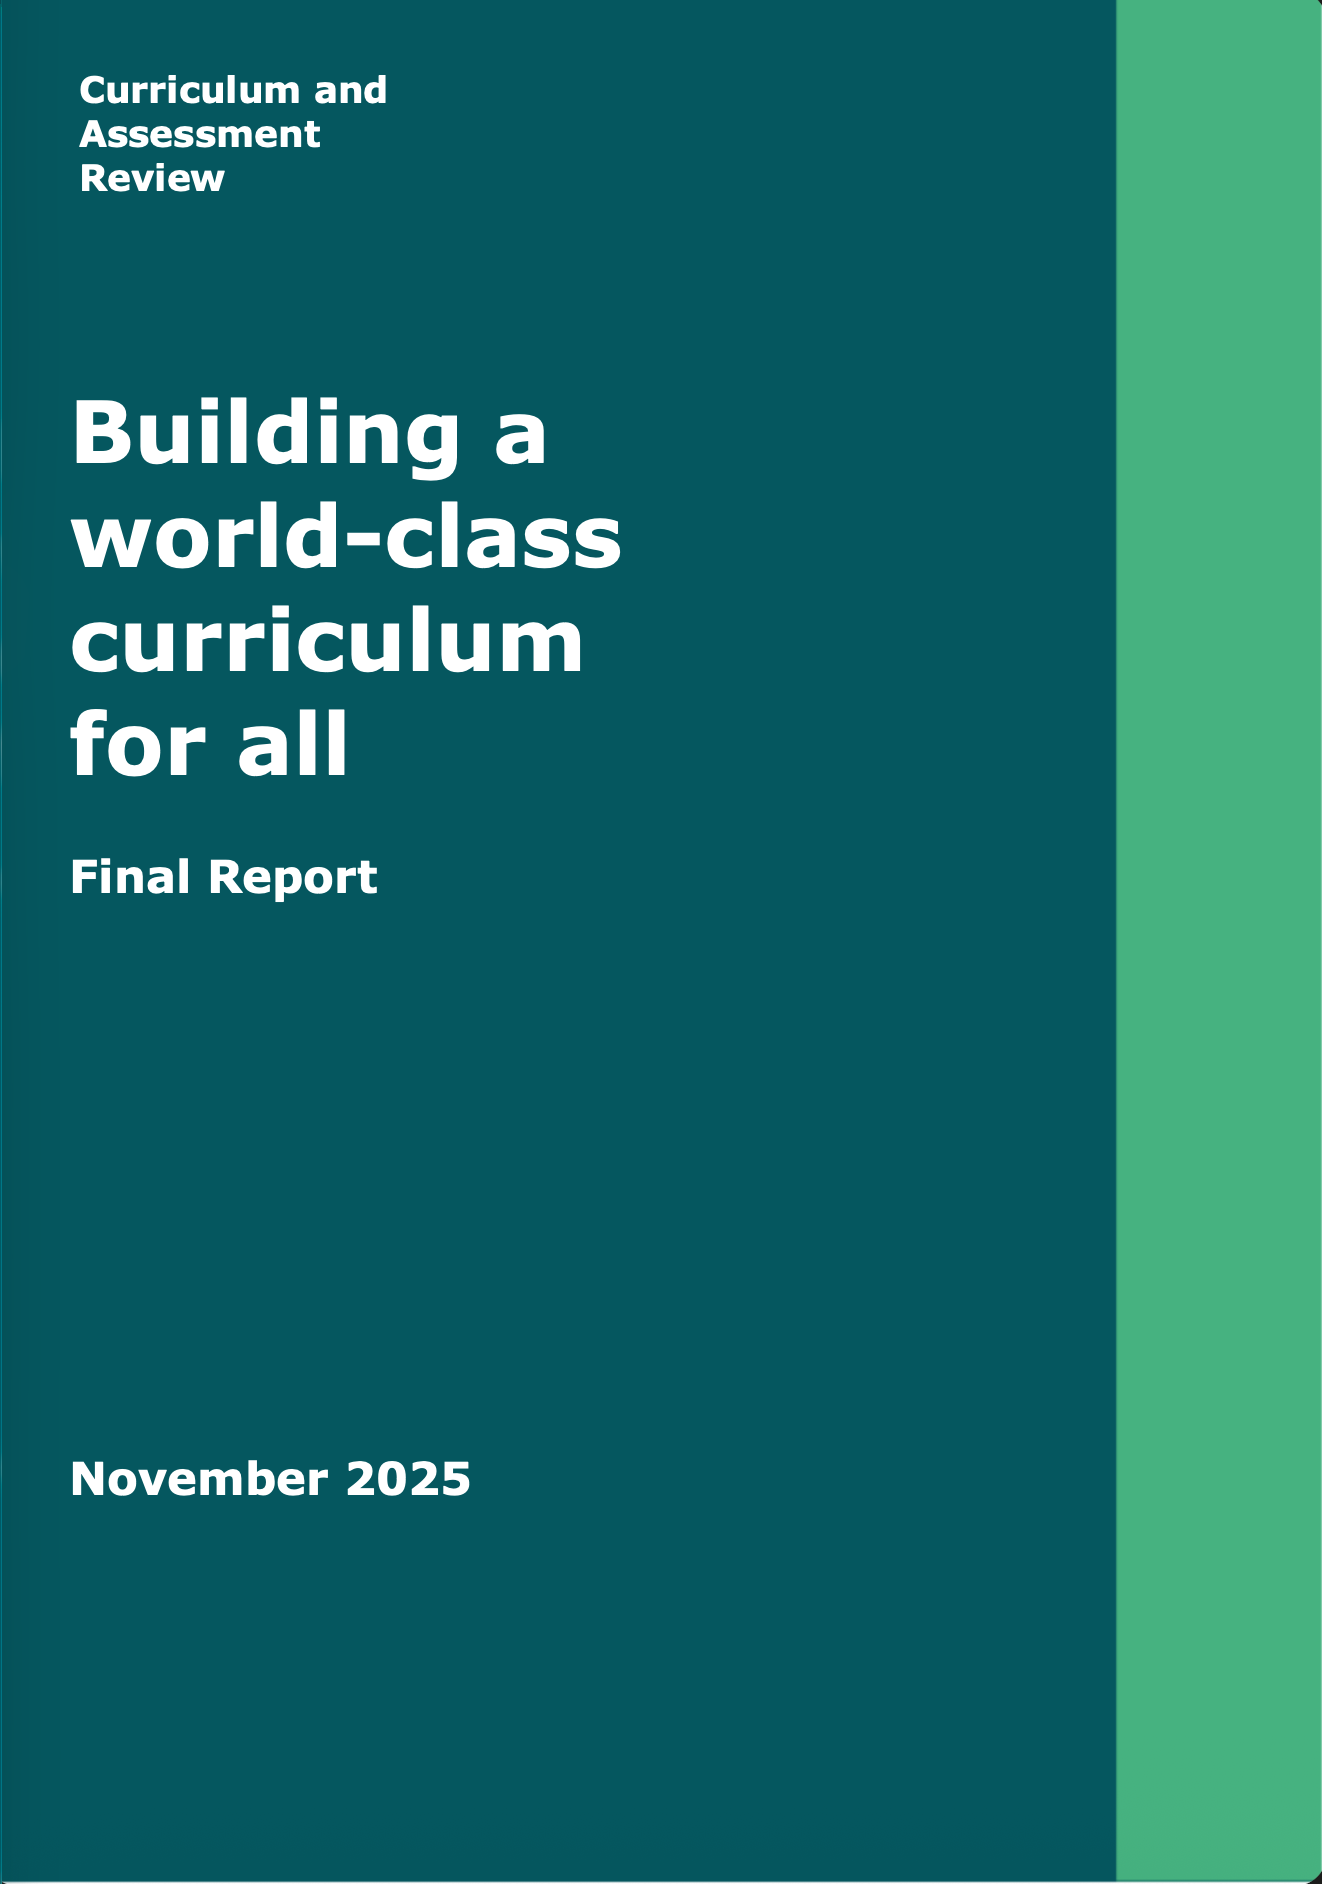 Curriculum and
Assessment
Review
Building a
world-class
curriculum
for all
Final Report
November 2025